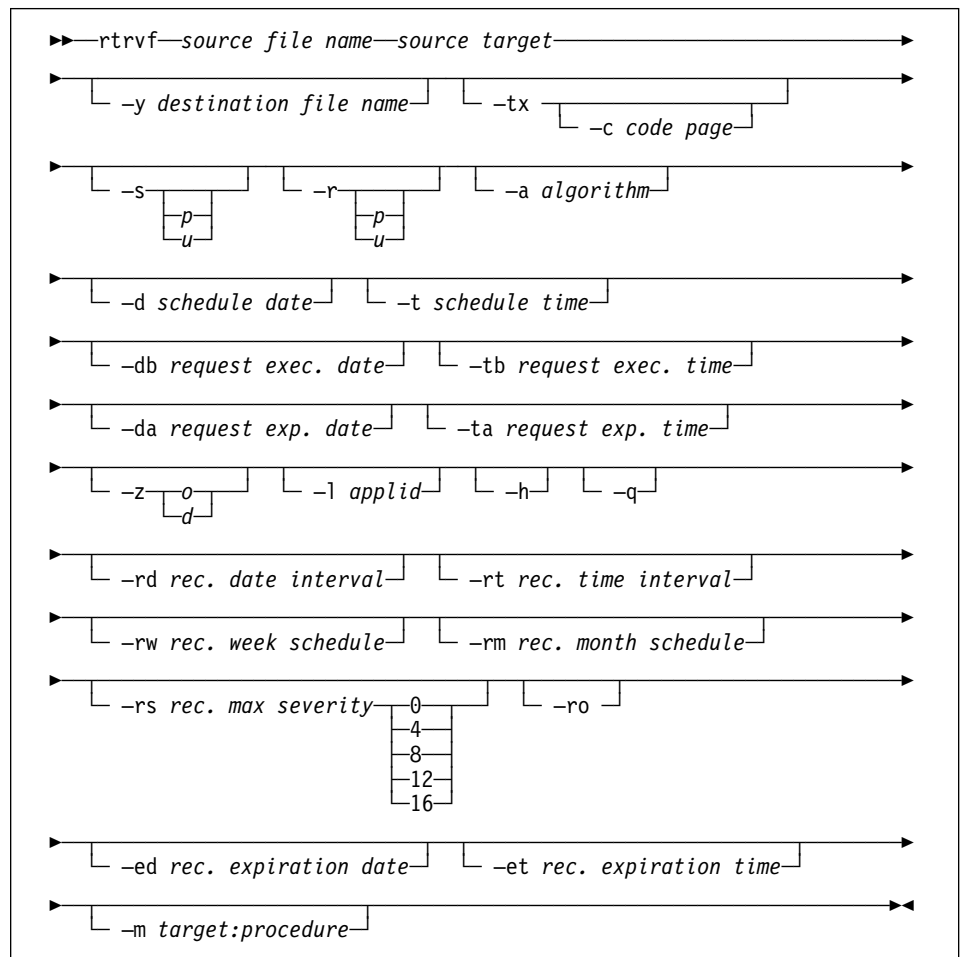 rtrvf source file name source target
–y destination file name –tx
–c code page
–s –r –a algorithm
p p
u u
–d schedule date –t schedule time
–db request exec. date –tb request exec. time
–da request exp. date –ta request exp. time
–z o –l applid –h –q
d
–rd rec. date interval –rt rec. time interval
–rw rec. week schedule –rm rec. month schedule
–rs rec. max severity 0 –ro
4
8
12
16
–ed rec. expiration date –et rec. expiration time
–m target:procedure